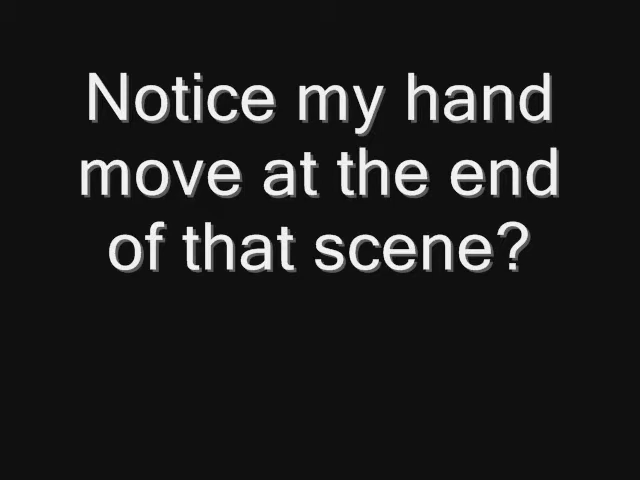 Notice my hand
move at the end
of that scene?